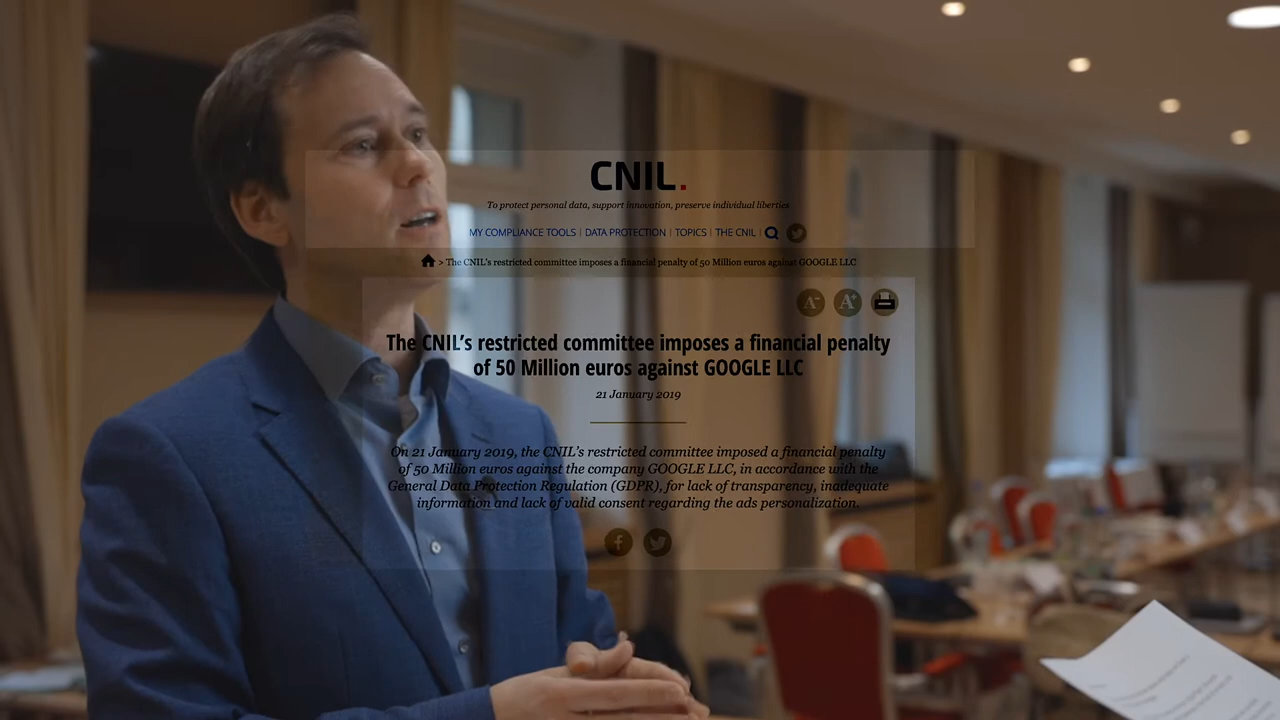 CNIL.
To protect personal data, support innovation, preserve individual liberties
MY COMPLIANCE TOOLS | DATA PROTECTION | TOPICS | THE CNIL |
> The CNIL's restricted committee imposes a financial penalty of 50 Million euros against GOOGLE LLC
A- A+
The CNIL's restricted committee imposes a financial penalty
of 50 Million euros against GOOGLE LLC
21 January 2019
On 21 January 2019, the CNIL's restricted committee imposed a financial penalty
of 50 Million euros against the company GOOGLE LLC, in accordance with the
General Data Protection Regulation (GDPR), for lack of transparency, inadequate
information and lack of valid consent regarding the ads personalization.